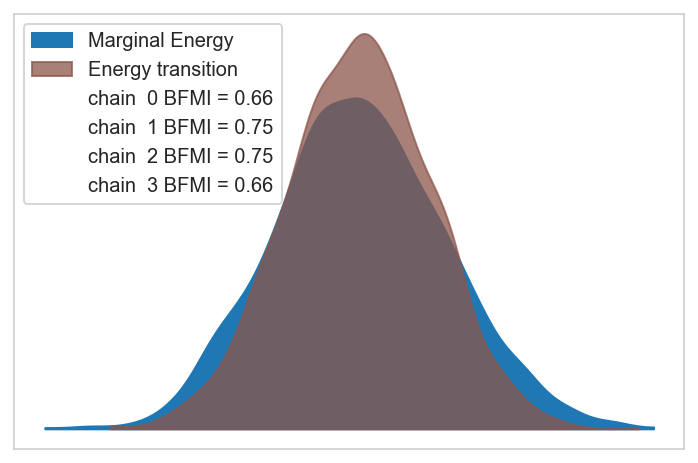 Marginal Energy
Energy transition
chain  0 BFMI = 0.66
chain  1 BFMI = 0.75
chain  2 BFMI = 0.75
chain  3 BFMI = 0.66